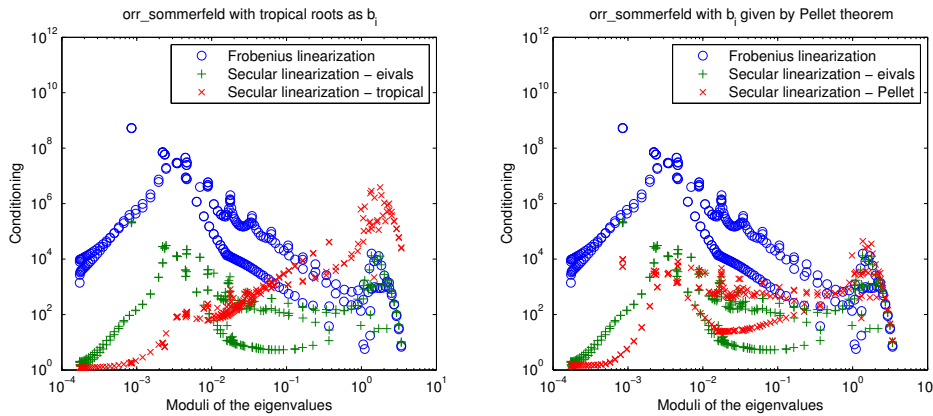 orr_sommerfeld with tropical roots as b_i
10^12
10^10
10^8
10^6
10^4
10^2
10^0
Conditioning
Frobenius linearization
Secular linearization − eivals
Secular linearization − tropical
10^−4 10^−3 10^−2 10^−1 10^0 10^1
Moduli of the eigenvalues
orr_sommerfeld with b_i given by Pellet theorem
10^12
10^10
10^8
10^6
10^4
10^2
10^0
Conditioning
Frobenius linearization
Secular linearization − eivals
Secular linearization − Pellet
10^−4 10^−3 10^−2 10^−1 10^0 10^1
Moduli of the eigenvalues